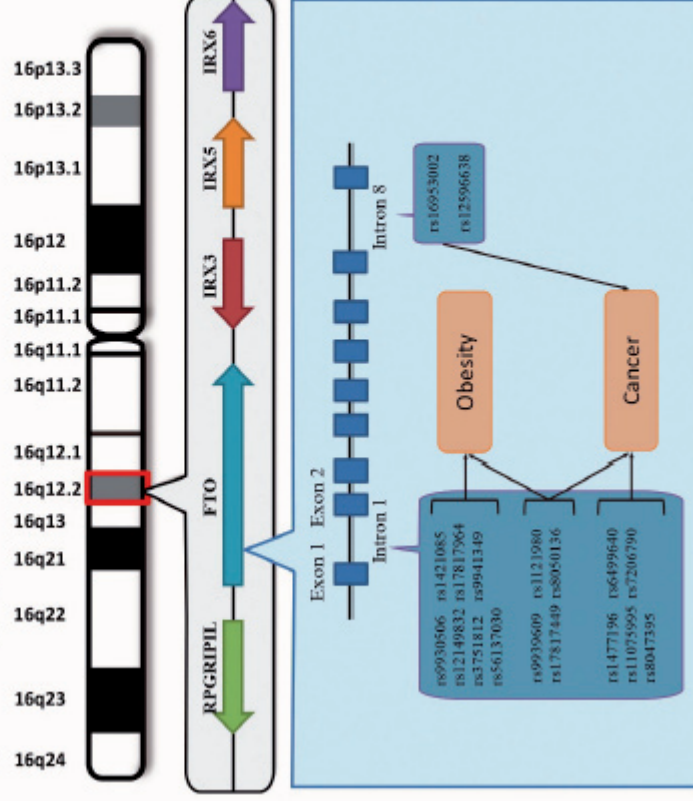 16p13.3
16p13.2
16p13.1
16p12
16p11.2
16p11.1
16q11.1
16q11.2
16q12.1
16q12.2
16q13
16q21
16q22
16q23
16q24
RPGRIPIL
FTO
IRX3
IRX5
IRX6
Exon 1
Exon 2
Intron 1
Intron 8
rs9930506 rs1421085
rs12149832 rs17817964
rs3751812 rs9941349
rs56137030
rs9939609 rs1121980
rs17817449 rs8050136
rs1477196 rs6499640
rs11075995 rs7206790
rs8047395
rs16953002
rs12596638
Obesity
Cancer